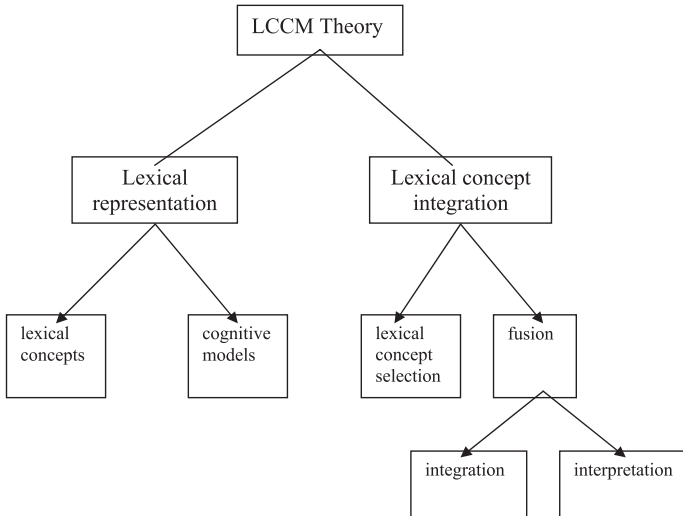 LCCM Theory
Lexical
representation
Lexical concept
integration
lexical
concepts
cognitive
models
lexical
concept
selection
fusion
integration
interpretation